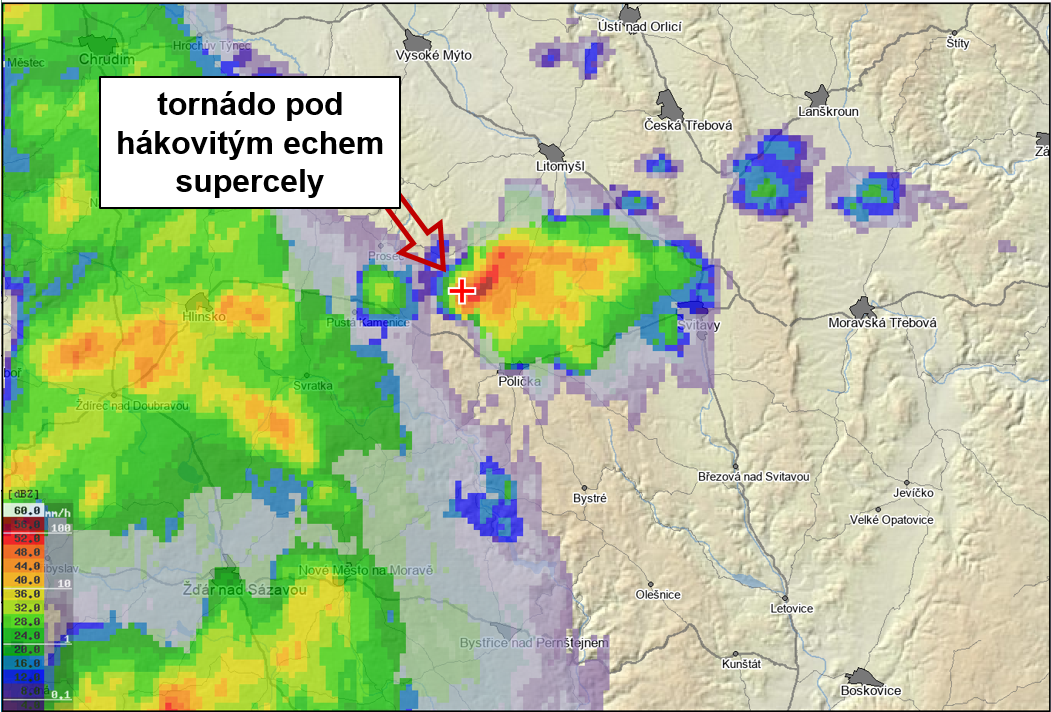 Ústí nad Orlicí
Štíty
Hrochův Týnec
Vysoké Mýto
Chrudim
Městec
tornádo pod
hákovitým echem
supercely
Lanškroun
Česká Třebová
Litomyšl
Proseč
Hlinsko
Pustá Kamenice
Svitavy
Moravská Třebová
Svratka
Polička
Ždírec nad Doubravou
Březová nad Svitavou
Bystré
Jevíčko
Velké Opatovice
[dBZ]
60.0 mm/h
100
52.0
48.0
44.0
40.0 10
36.0
32.0
28.0
24.0
20.0 1
16.0
0.1
Nové Město na Moravě
Žďár nad Sázavou
Olešnice
Letovice
Bystřice nad Pernštejnem
Kunštát
Boskovice